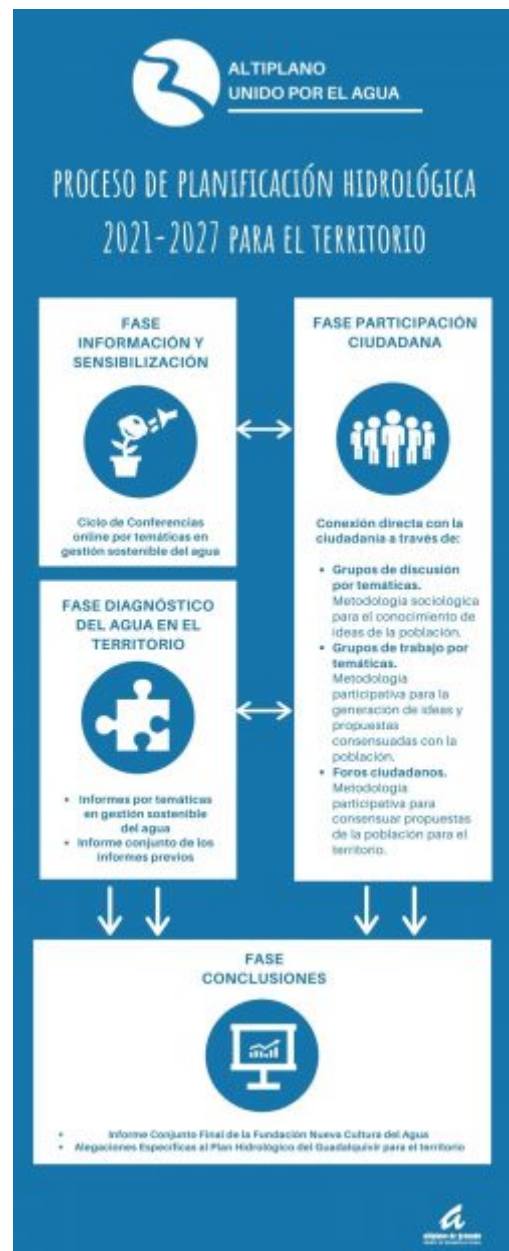 ALTIPLANO
UNIDO POR EL AGUA
PROCESO DE PLANIFICACIÓN HIDROLÓGICA
2021-2027 PARA EL TERRITORIO
FASE
INFORMACIÓN Y
SENSIBILIZACIÓN
Ciclo de Conferencias
online por temáticas en
gestión sostenible del agua
FASE DIAGNÓSTICO
DEL AGUA EN EL
TERRITORIO
• Informes por temáticas
en gestión sostenible
del agua
• Informe conjunto de los
informes previos
FASE PARTICIPACIÓN
CIUDADANA
Conexión directa con la
ciudadanía a través de:
• Grupos de discusión
por temáticas.
Metodología sociológica
para el conocimiento de
ideas de la población.
• Grupos de trabajo por
temáticas.
Metodología
participativa para la
generación de ideas y
propuestas
consensuadas con la
población.
• Foros ciudadanos.
Metodología
participativa para
consensuar propuestas
de la población para el
territorio.
FASE
CONCLUSIONES
• Informe Conjunto Final de la Fundación Nueva Cultura del Agua
• Alegaciones Específicas al Plan Hidrológico del Guadalquivir para el territorio
altiplano de granada